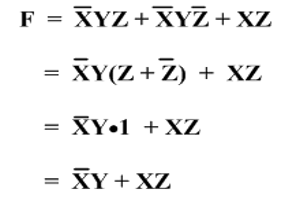 F = X̅YZ + X̅YZ̅ + XZ
= X̅Y(Z + Z̅) + XZ
= X̅Y•1 + XZ
= X̅Y + XZ